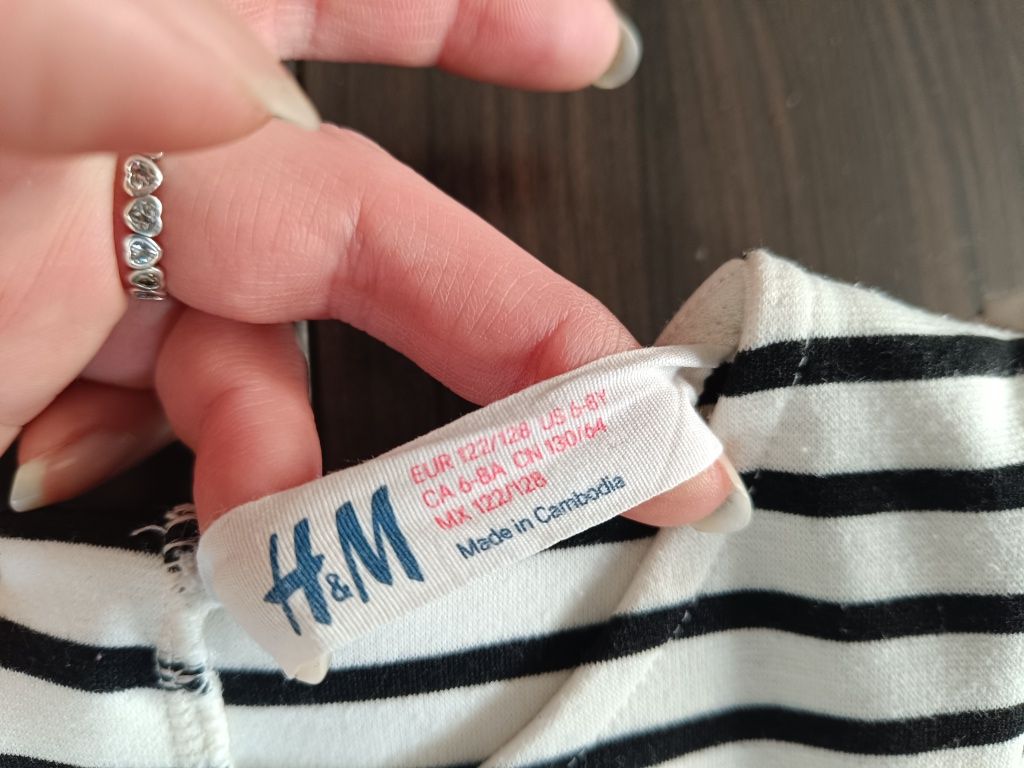 H&M
EUR 122/128 US 6-8Y
CA 6-8A CN 130/64
MX 122/128
Made in Cambodia